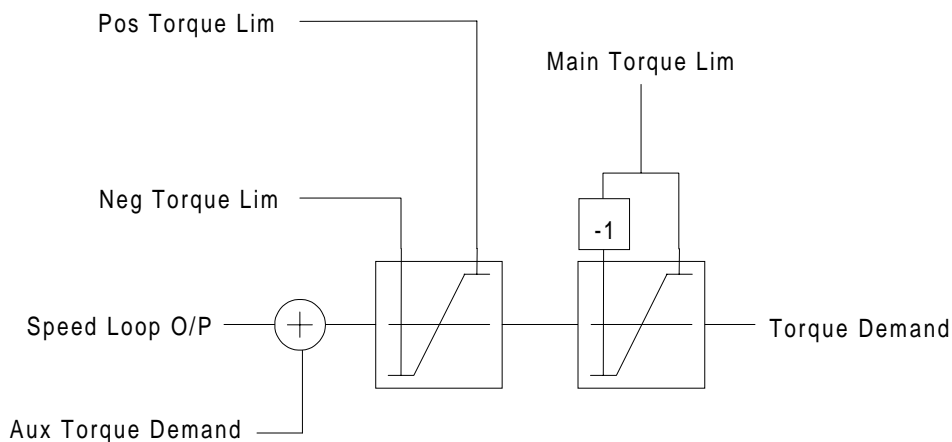 Pos Torque Lim
Main Torque Lim
Neg Torque Lim
-1
Speed Loop O/P
Torque Demand
Aux Torque Demand